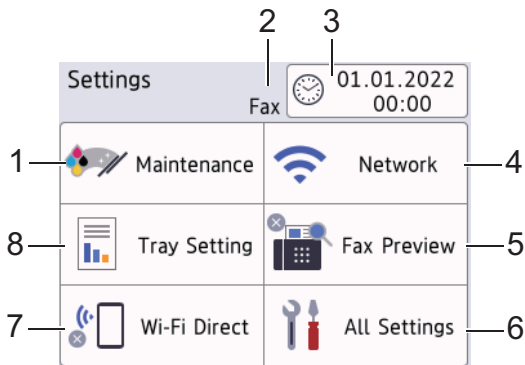 2
3
Settings
01.01.2022
Fax
00:00
1
Maintenance
Network
4
8
Tray Setting
Fax Preview
5
7
Wi-Fi Direct
All Settings
6